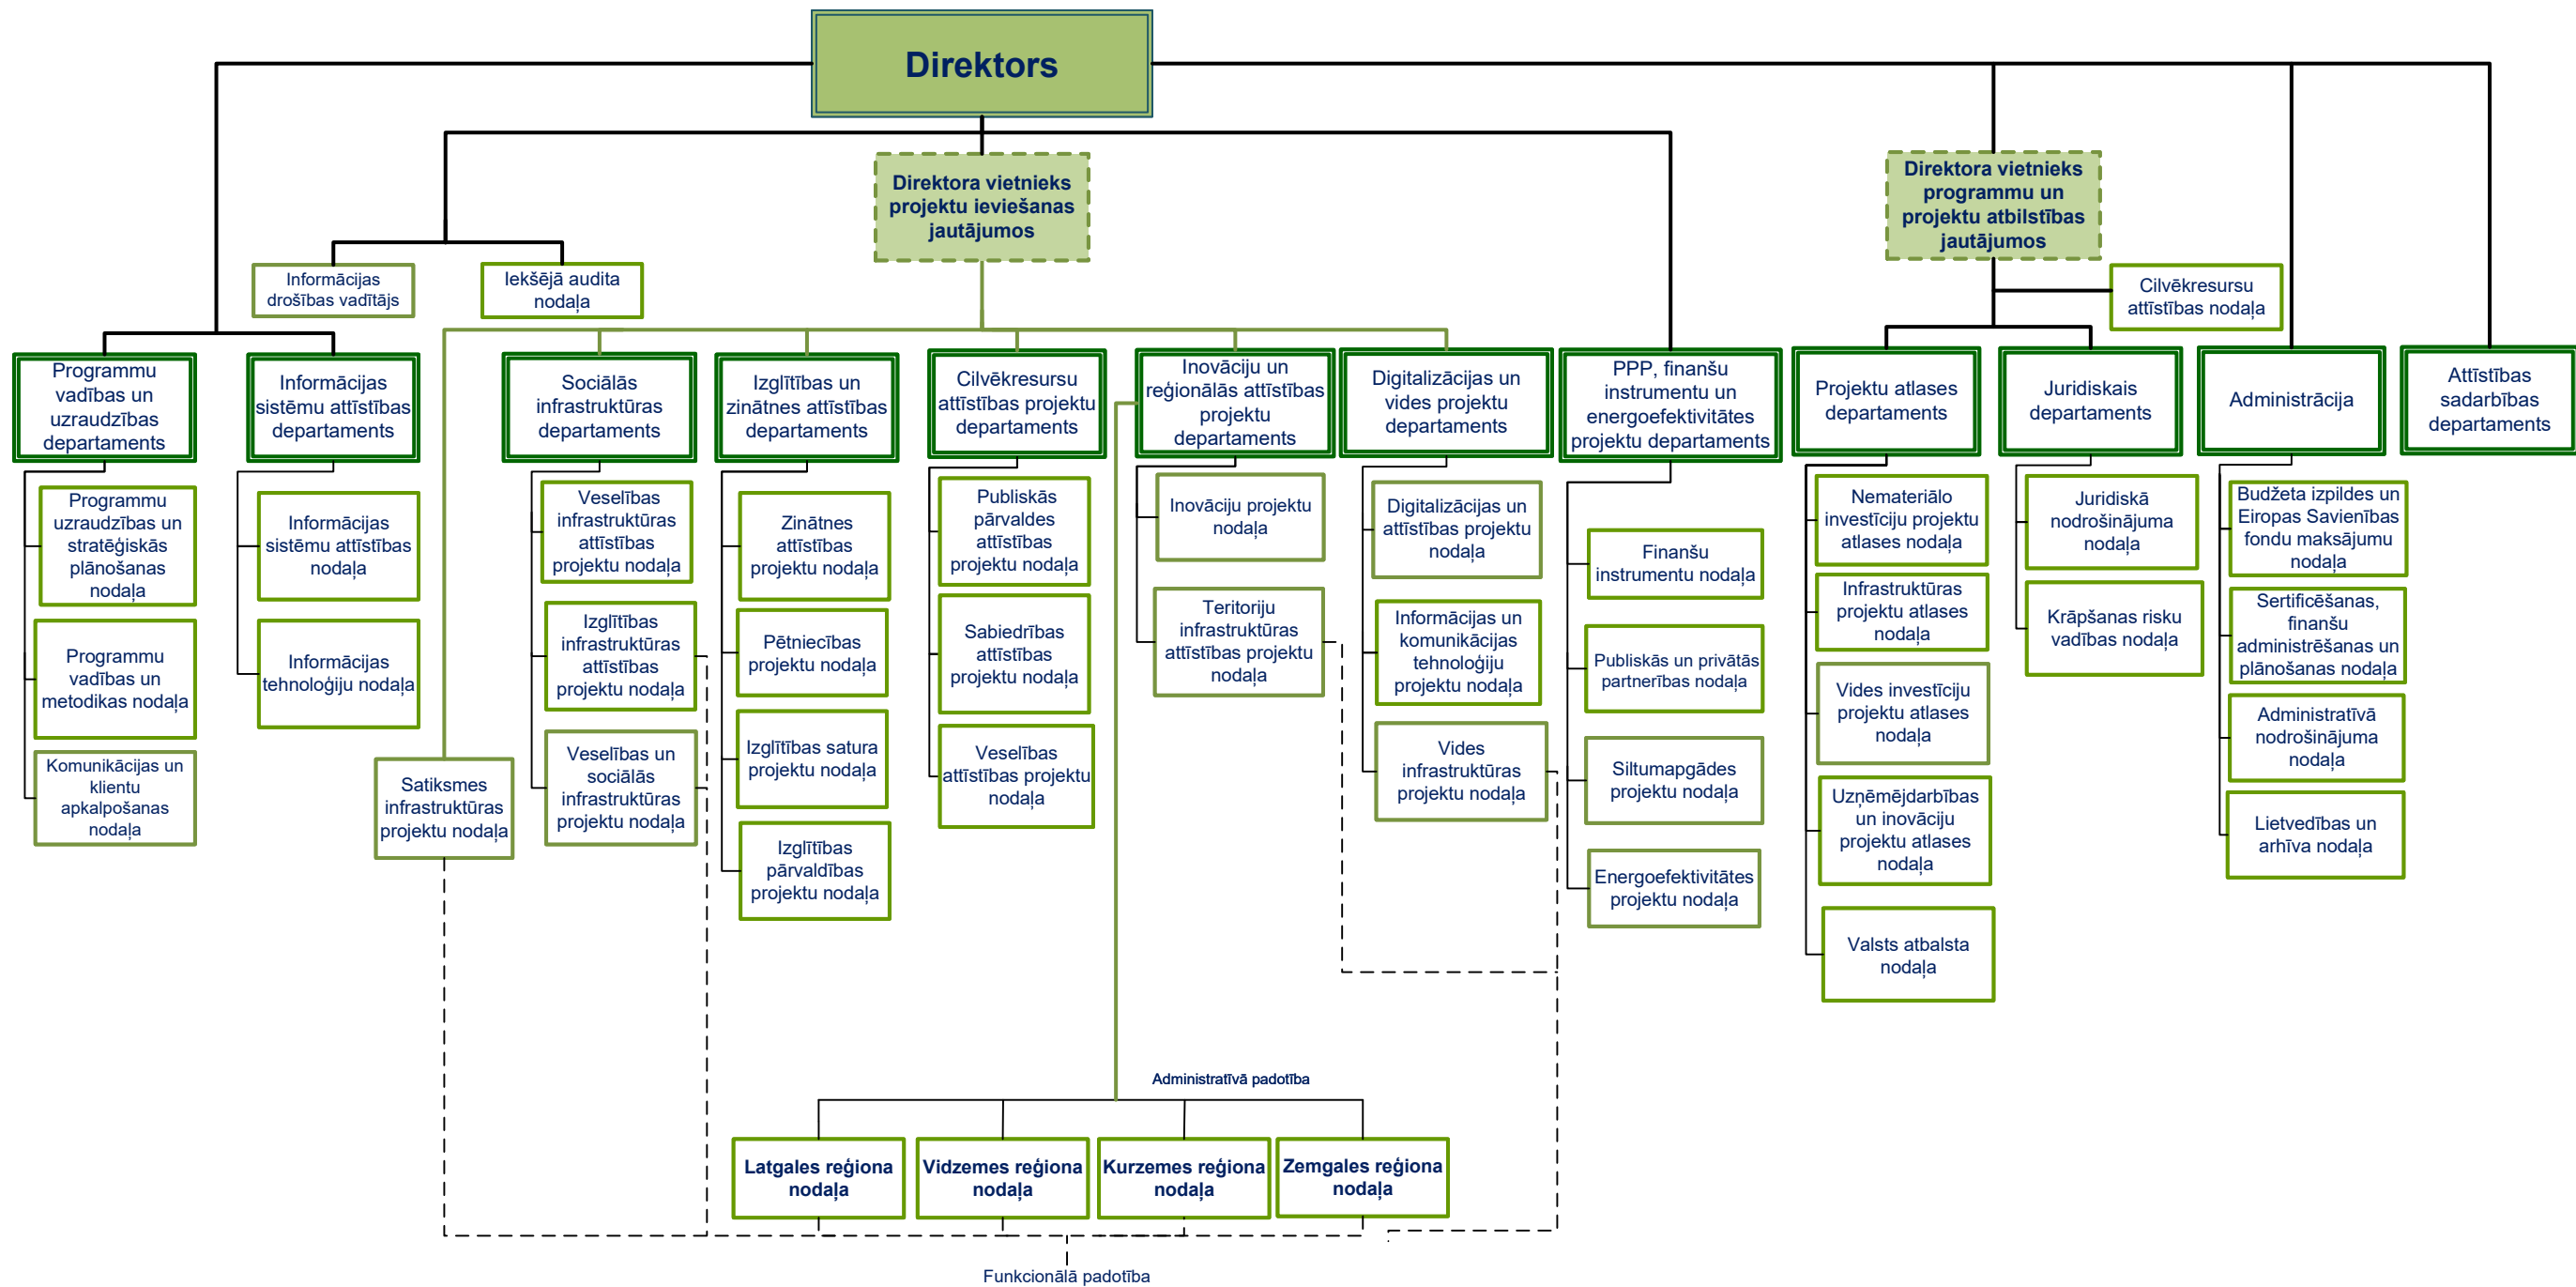 Direktors
Direktora vietnieks
projektu ieviešanas
jautājumos
Direktora vietnieks
programmu un
projektu atbilstības
jautājumos
Informācijas
drošības vadītājs
Iekšējā audita
nodaļa
Cilvēkresursu
attīstības nodaļa
Programmu
vadības un
uzraudzības
departaments
Informācijas
sistēmu attīstības
departaments
Sociālās
infrastruktūras
departaments
Izglītības un
zinātnes attīstības
departaments
Cilvēkresursu
attīstības projektu
departaments
Inovāciju un
reģionālās attīstības
projektu
departaments
Digitalizācijas un
vides projektu
departaments
PPP, finanšu
instrumentu un
energoefektivitātes
projektu departaments
Projektu atlases
departaments
Juridiskais
departaments
Administrācija
Attīstības
sadarbības
departaments
Programmu
uzraudzības un
stratēģiskās
plānošanas
nodaļa
Programmu
vadības un
metodikas nodaļa
Komunikācijas un
klientu
apkalpošanas
nodaļa
Informācijas
sistēmu attīstības
nodaļa
Informācijas
tehnoloģiju nodaļa
Satiksmes
infrastruktūras
projektu nodaļa
Veselības
infrastruktūras
attīstības
projektu nodaļa
Izglītības
infrastruktūras
attīstības
projektu nodaļa
Veselības un
sociālās
infrastruktūras
projektu nodaļa
Zinātnes
attīstības
projektu nodaļa
Pētniecības
projektu nodaļa
Izglītības satura
projektu nodaļa
Izglītības
pārvaldības
projektu nodaļa
Publiskās
pārvaldes
attīstības
projektu nodaļa
Sabiedrības
attīstības
projektu nodaļa
Veselības
attīstības projektu
nodaļa
Inovāciju projektu
nodaļa
Teritoriju
infrastruktūras
attīstības projektu
nodaļa
Digitalizācijas un
attīstības projektu
nodaļa
Informācijas un
komunikācijas
tehnoloģiju
projektu nodaļa
Vides
infrastruktūras
projektu nodaļa
Finanšu
instrumentu nodaļa
Publiskās un privātās
partnerības nodaļa
Siltumapgādes
projektu nodaļa
Energoefektivitātes
projektu nodaļa
Nemateriālo
investīciju projektu
atlases nodaļa
Infrastruktūras
projektu atlases
nodaļa
Vides investīciju
projektu atlases
nodaļa
Uzņēmējdarbības
un inovāciju
projektu atlases
nodaļa
Valsts atbalsta
nodaļa
Juridiskā
nodrošinājuma
nodaļa
Krāpšanas risku
vadības nodaļa
Budžeta izpildes un
Eiropas Savienības
fondu maksājumu
nodaļa
Sertificēšanas,
finanšu
administrēšanas un
plānošanas nodaļa
Administratīvā
nodrošinājuma
nodaļa
Lietvedības un
arhīva nodaļa
Administratīvā padotība
Latgales reģiona
nodaļa
Vidzemes reģiona
nodaļa
Kurzemes reģiona
nodaļa
Zemgales reģiona
nodaļa
Funkcionālā padotība